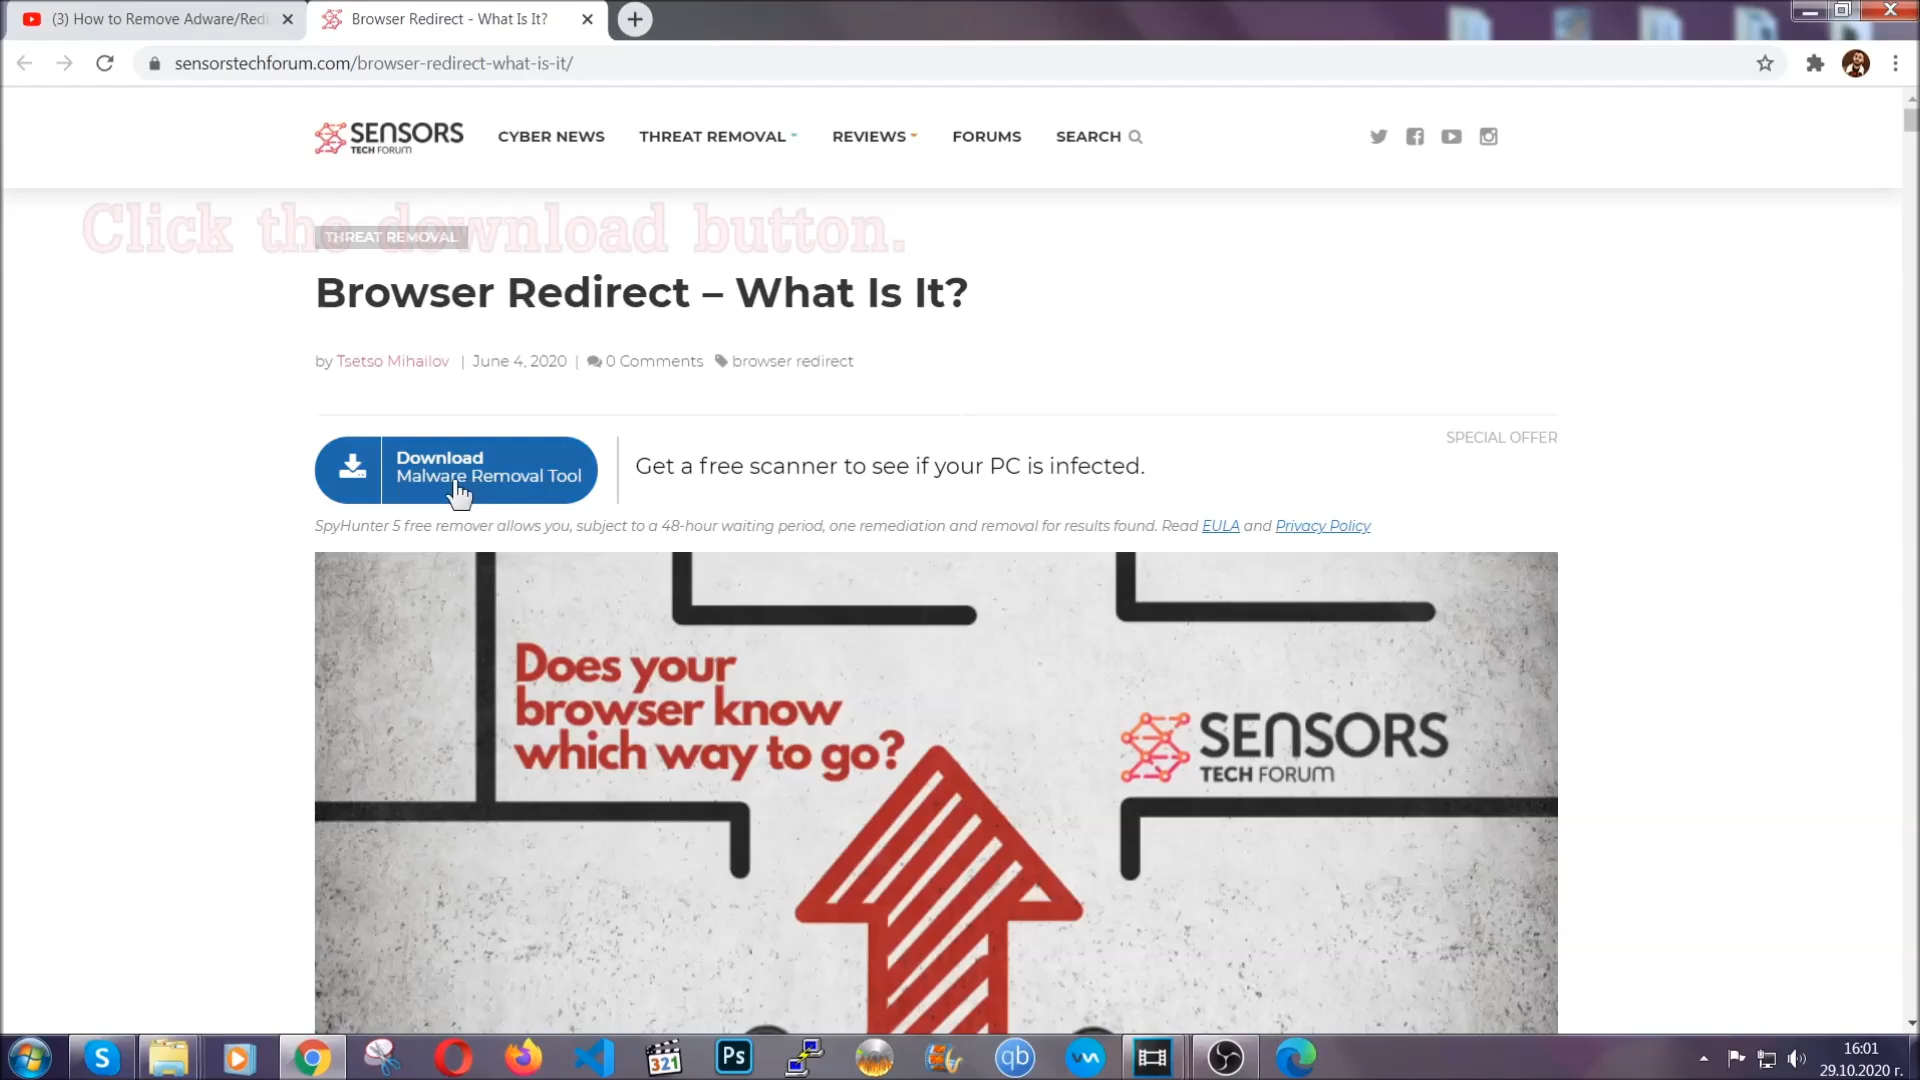 (3) How to Remove Adware/Redi
Browser Redirect - What Is It?
sensorstechforum.com/browser-redirect-what-is-it/
SENSORS
TECH FORUM
CYBER NEWS
THREAT REMOVAL
REVIEWS
FORUMS
SEARCH
Click the download button.
THREAT REMOVAL
Browser Redirect – What Is It?
by Tsetso Mihailov | June 4, 2020 | 0 Comments browser redirect
SPECIAL OFFER
Download
Malware Removal Tool
Get a free scanner to see if your PC is infected.
SpyHunter 5 free remover allows you, subject to a 48-hour waiting period, one remediation and removal for results found. Read EULA and Privacy Policy
Does your
browser know
which way to go?
SENSORS
TECH FORUM
S
321
Ps
qb
16:01
29.10.2020 г.